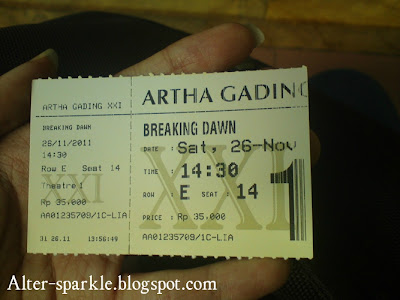 ARTHA GADING XXI
BREAKING DAWN
26/11/2011
14:30
Row E Seat 14
XXI
Theatre 1
Rp 35.000
AA01235709/1C-LIA
31 26.11 13:56:49
ARTHA GADING
BREAKING DAWN
DATE : Sat, 26-Nov
XXI
TIME : 14:30
ROW : E SEAT : 14
1
PRICE : Rp 35.000
AA01235709/1C-LIA
Alter-sparkle.blogspot.com